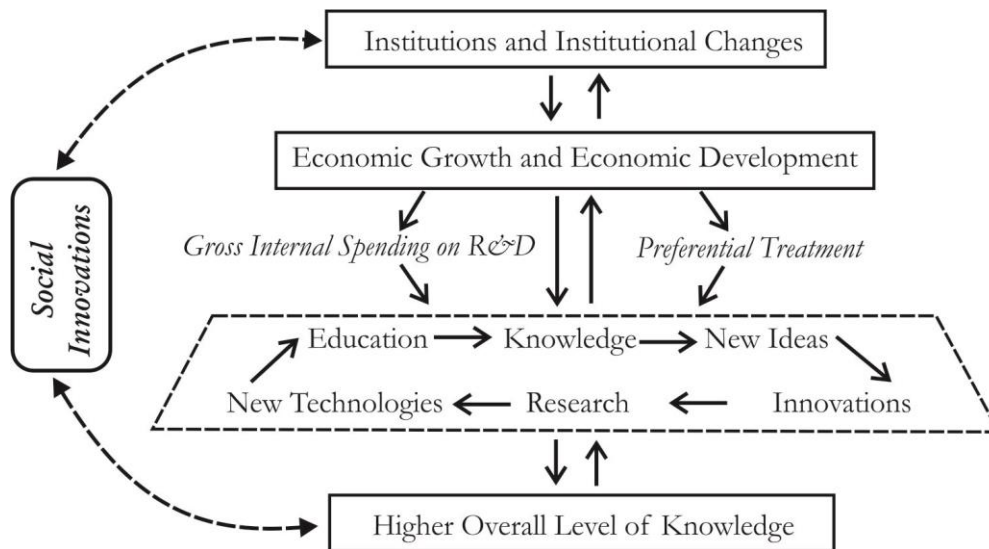 Institutions and Institutional Changes
Economic Growth and Economic Development
Gross Internal Spending on R&D
Preferential Treatment
Social
Innovations
Education
Knowledge
New Ideas
New Technologies
Research
Innovations
Higher Overall Level of Knowledge